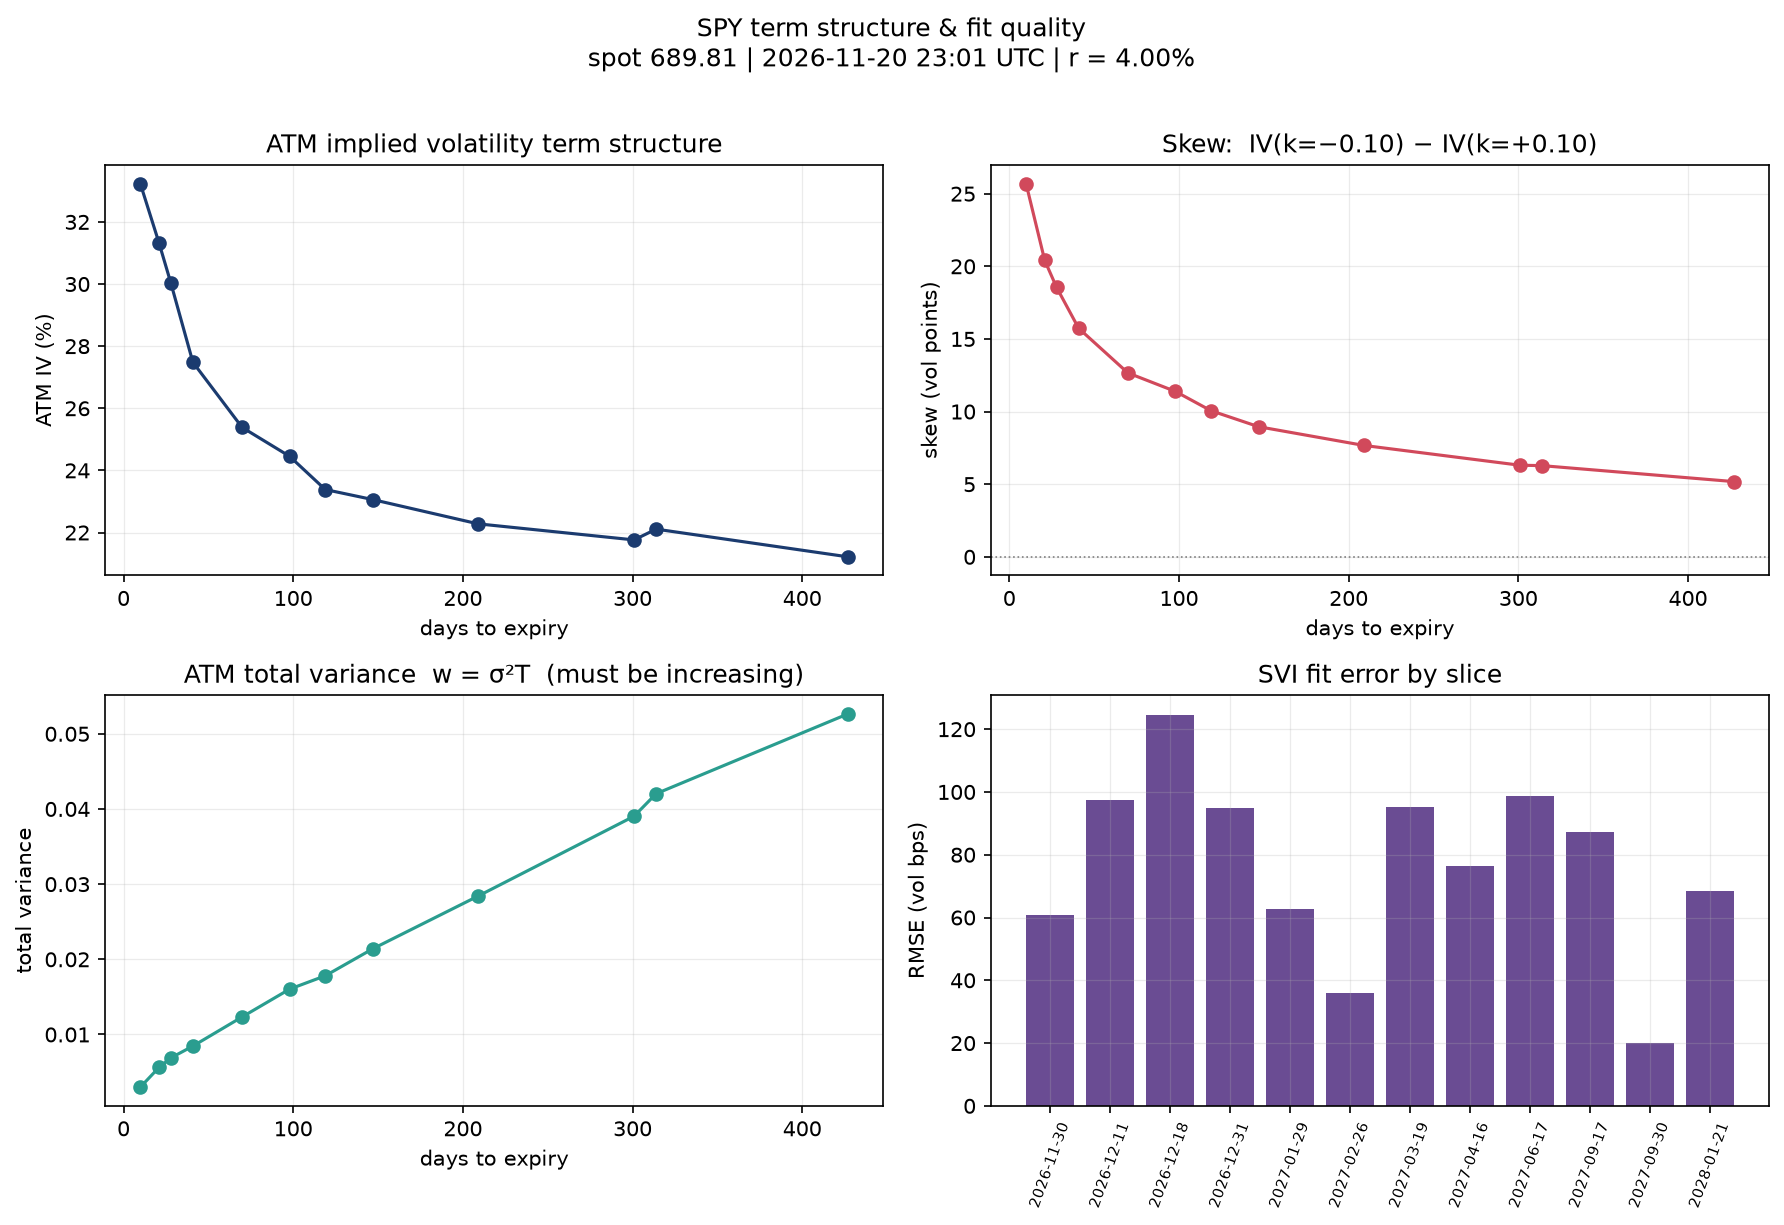 SPY term structure & fit quality
spot 689.81 | 2026-11-20 23:01 UTC | r = 4.00%
ATM implied volatility term structure
ATM IV (%)
32
30
28
26
24
22
0 100 200 300 400
days to expiry
Skew:  IV(k=−0.10) − IV(k=+0.10)
skew (vol points)
25
20
15
10
5
0
0 100 200 300 400
days to expiry
ATM total variance  w = σ²T  (must be increasing)
total variance
0.05
0.04
0.03
0.02
0.01
0 100 200 300 400
days to expiry
SVI fit error by slice
RMSE (vol bps)
120
100
80
60
40
20
0
2026-11-30
2026-12-11
2026-12-18
2026-12-31
2027-01-29
2027-02-26
2027-03-19
2027-04-16
2027-06-17
2027-09-17
2027-09-30
2028-01-21